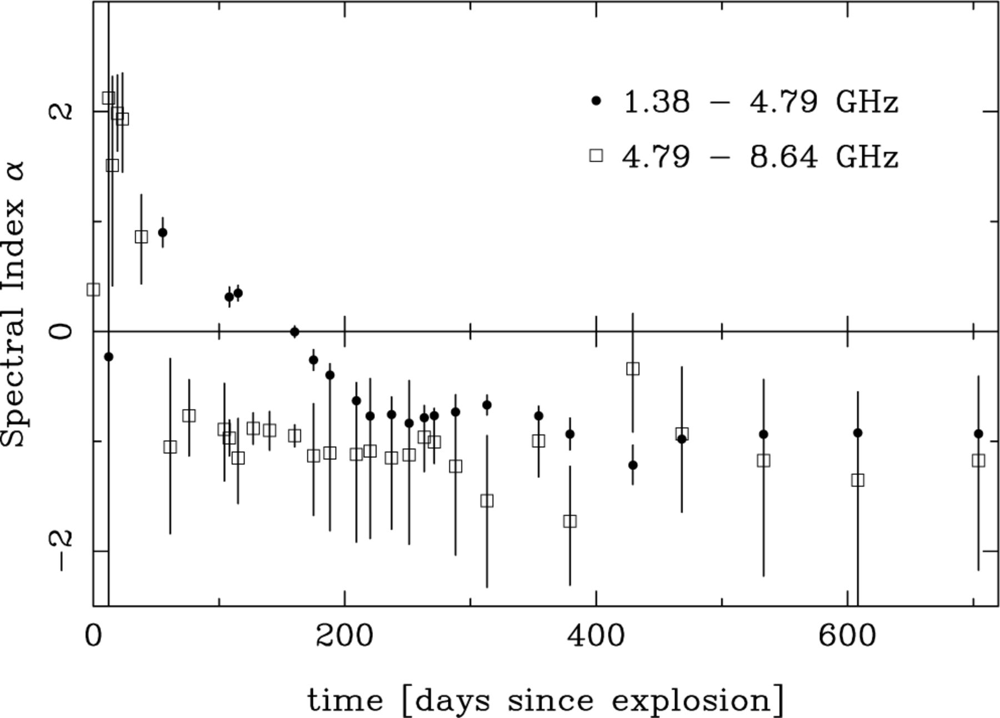 Spectral Index α
2
0
−2
1.38 − 4.79 GHz
4.79 − 8.64 GHz
0 200 400 600
time [days since explosion]